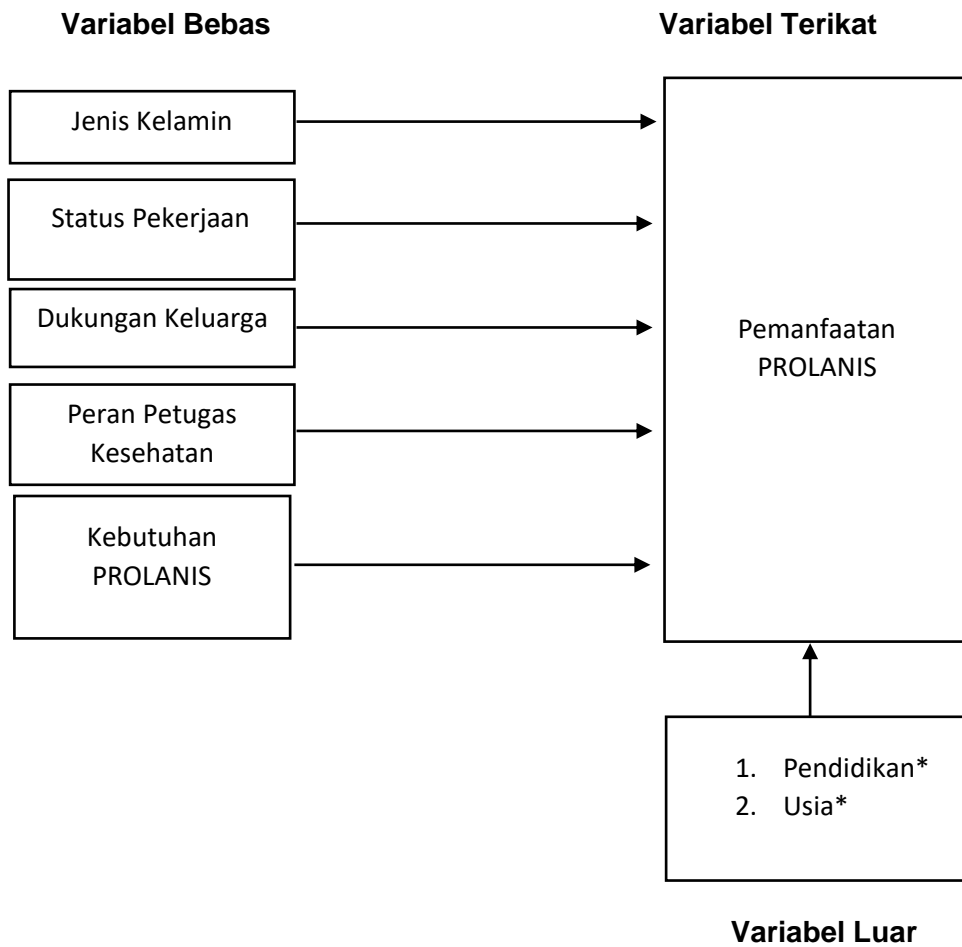 Variabel Bebas
Variabel Terikat
Jenis Kelamin
Status Pekerjaan
Dukungan Keluarga
Peran Petugas
Kesehatan
Kebutuhan
PROLANIS
Pemanfaatan
PROLANIS
1. Pendidikan*
2. Usia*
Variabel Luar